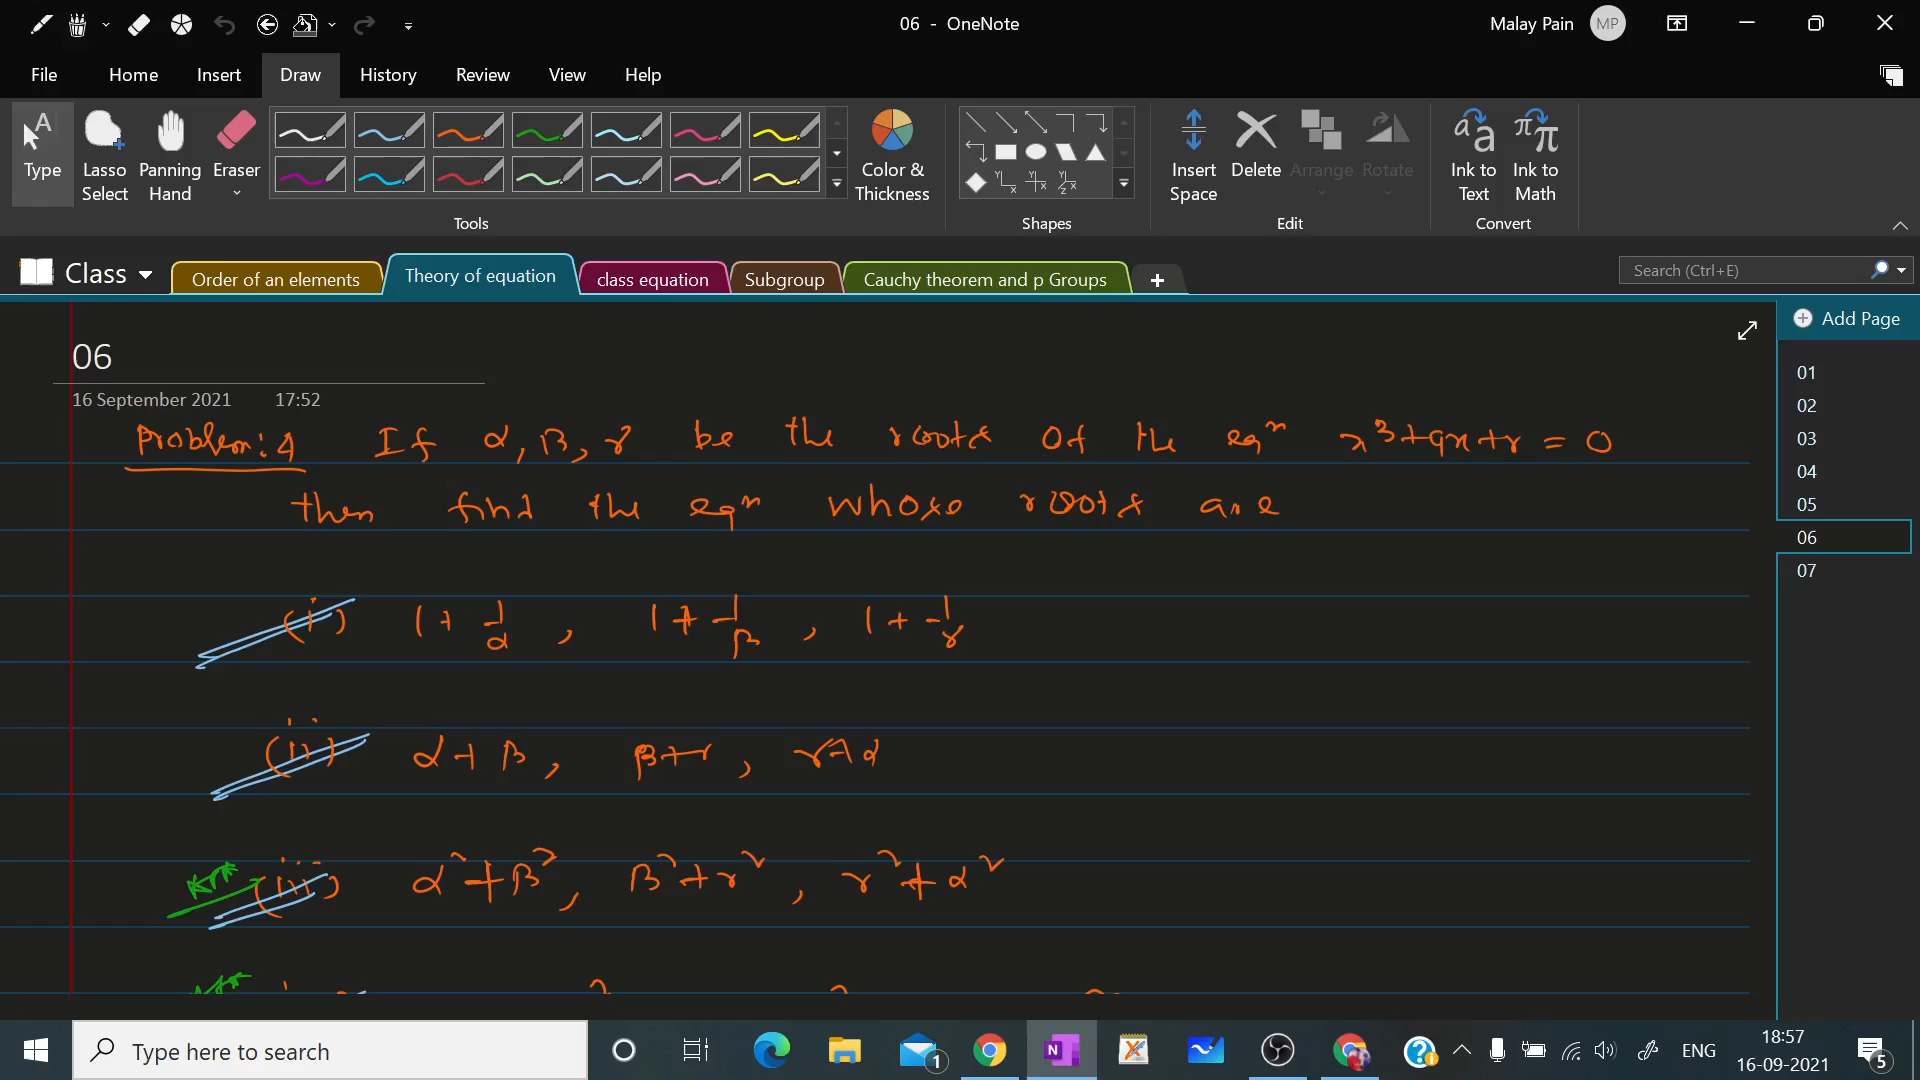 06 - OneNote
Malay Pain MP
File Home Insert Draw History Review View Help
Type
Lasso Select
Panning Hand
Eraser
Color & Thickness
Insert Space
Delete
Arrange
Rotate
Ink to Text
Ink to Math
Tools
Shapes
Edit
Convert
Class
Order of an elements
Theory of equation
class equation
Subgroup
Cauchy theorem and p Groups
Search (Ctrl+E)
Add Page
01
02
03
04
05
06
07
06
16 September 2021 17:52
Problem: 4 If α, β, γ be the roots of the eqⁿ x³+qx+r = 0
then find the eqⁿ whose roots are
(i) 1 + 1/α , 1 + 1/β , 1 + 1/γ
(ii) α+β, β+γ, γ+α
(iii) α²+β², β²+γ², γ²+α²
Type here to search
1
ENG
18:57
16-09-2021
5